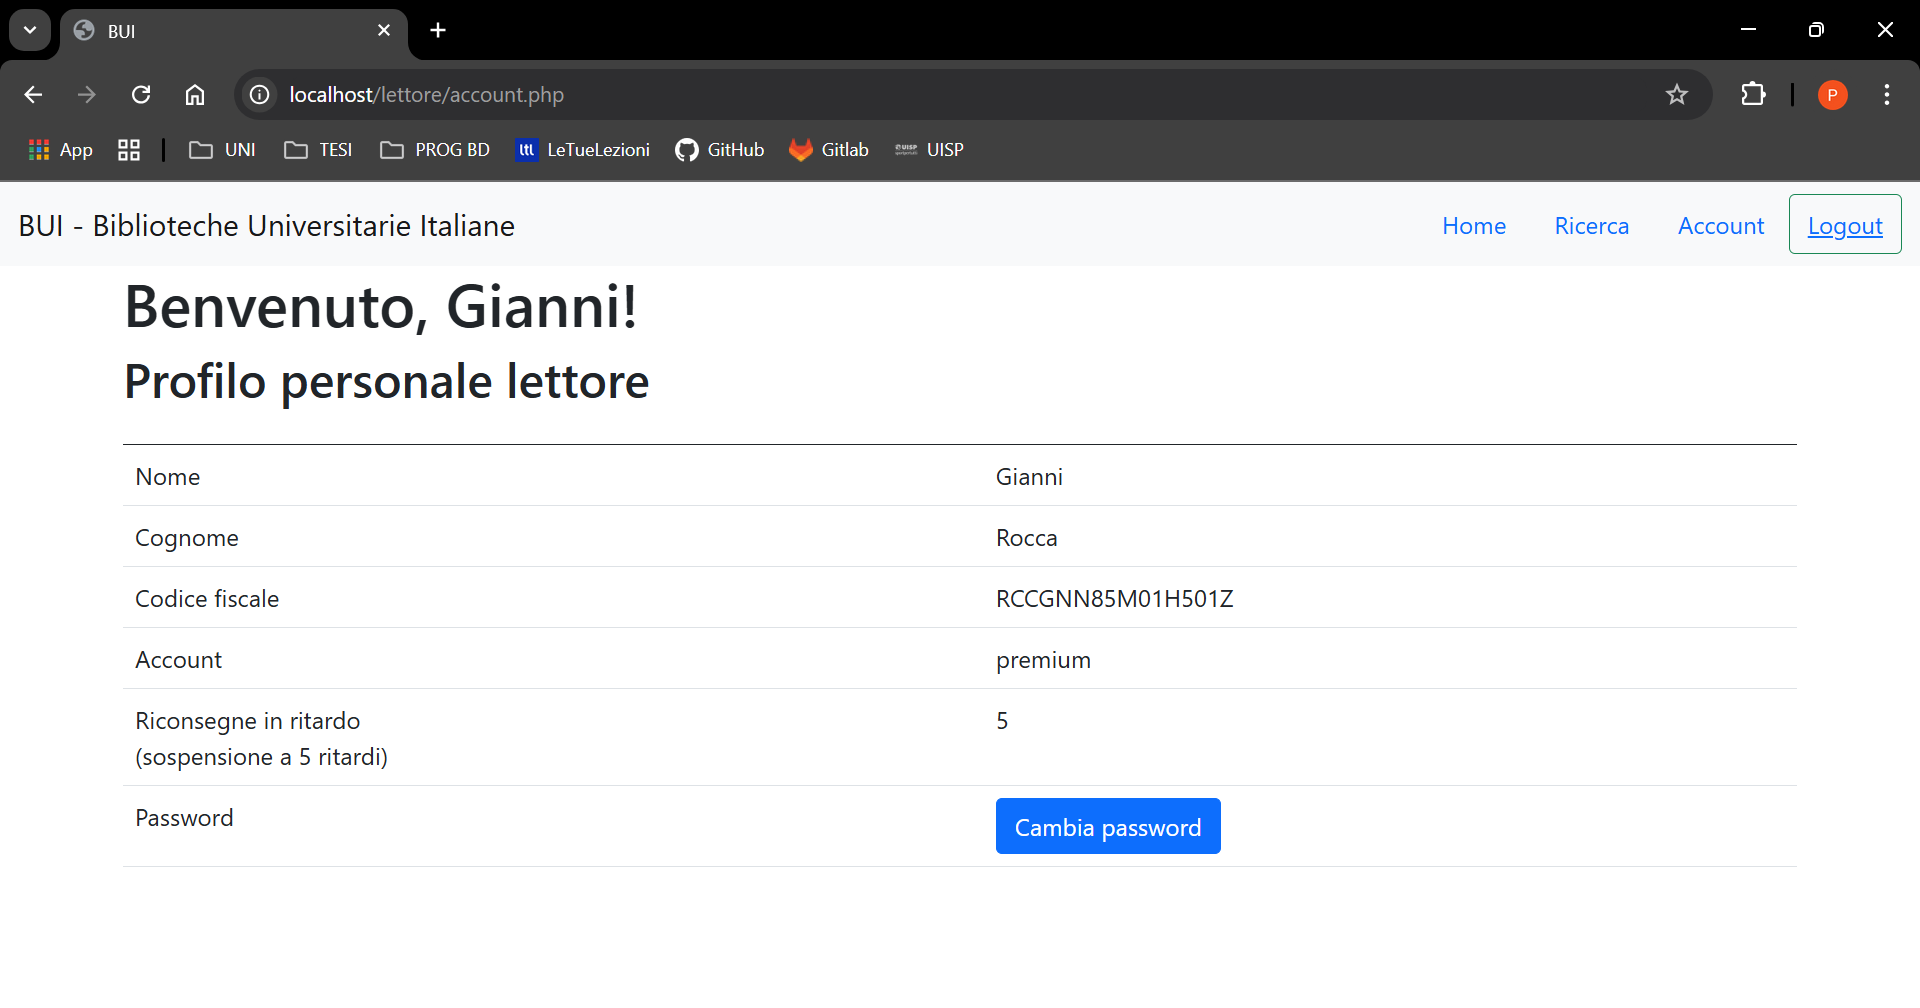 BUI
localhost/lettore/account.php
P
App
UNI
TESI
PROG BD
ltl LeTueLezioni
GitHub
Gitlab
UISP UISP
BUI - Biblioteche Universitarie Italiane
Home Ricerca Account Logout
Benvenuto, Gianni!
Profilo personale lettore
Nome Gianni
Cognome Rocca
Codice fiscale RCCGNN85M01H501Z
Account premium
Riconsegne in ritardo 5
(sospensione a 5 ritardi)
Password Cambia password